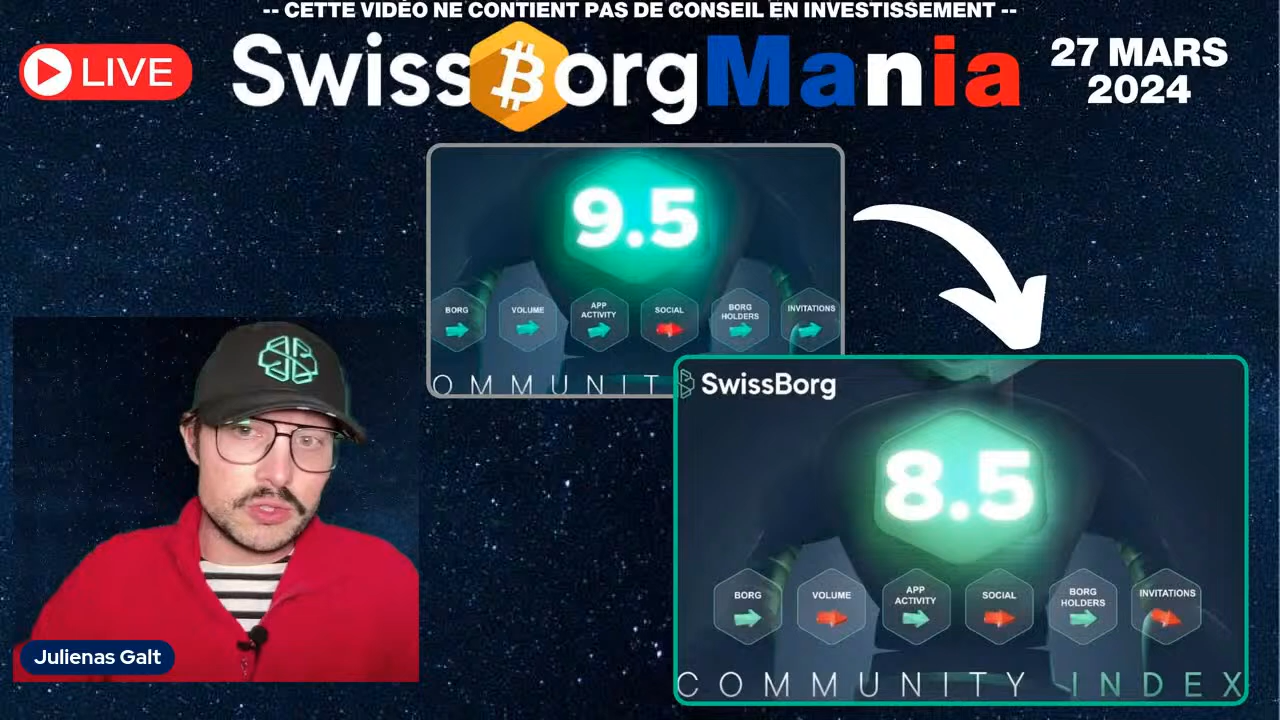 -- CETTE VIDÉO NE CONTIENT PAS DE CONSEIL EN INVESTISSEMENT --
LIVE
SwissBorgMania
27 MARS
2024
9.5
BORG
VOLUME
APP
ACTIVITY
SOCIAL
BORG
HOLDERS
INVITATIONS
OMMUNIT
SwissBorg
8.5
BORG
VOLUME
APP
ACTIVITY
SOCIAL
BORG
HOLDERS
INVITATIONS
COMMUNITY INDEX
Julienas Galt